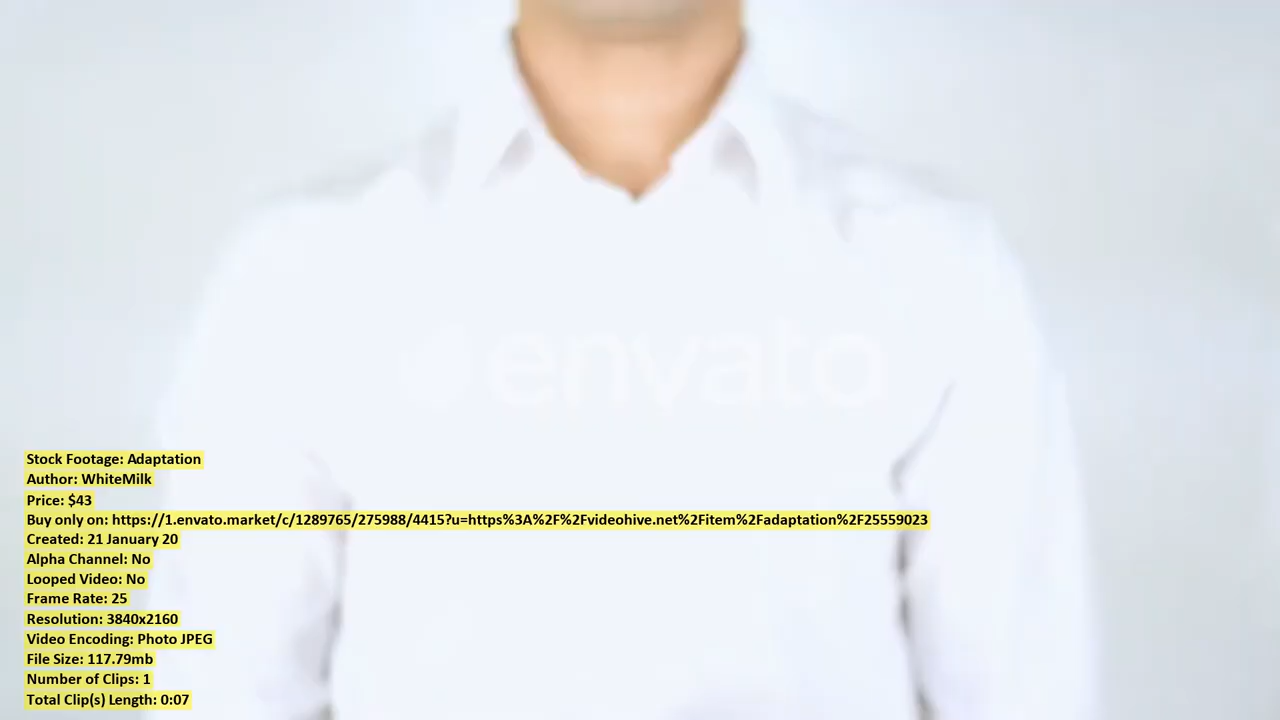 envato
Stock Footage: Adaptation
Author: WhiteMilk
Price: $43
Buy only on: https://1.envato.market/c/1289765/275988/4415?u=https%3A%2F%2Fvideohive.net%2Fitem%2Fadaptation%2F25559023
Created: 21 January 20
Alpha Channel: No
Looped Video: No
Frame Rate: 25
Resolution: 3840x2160
Video Encoding: Photo JPEG
File Size: 117.79mb
Number of Clips: 1
Total Clip(s) Length: 0:07